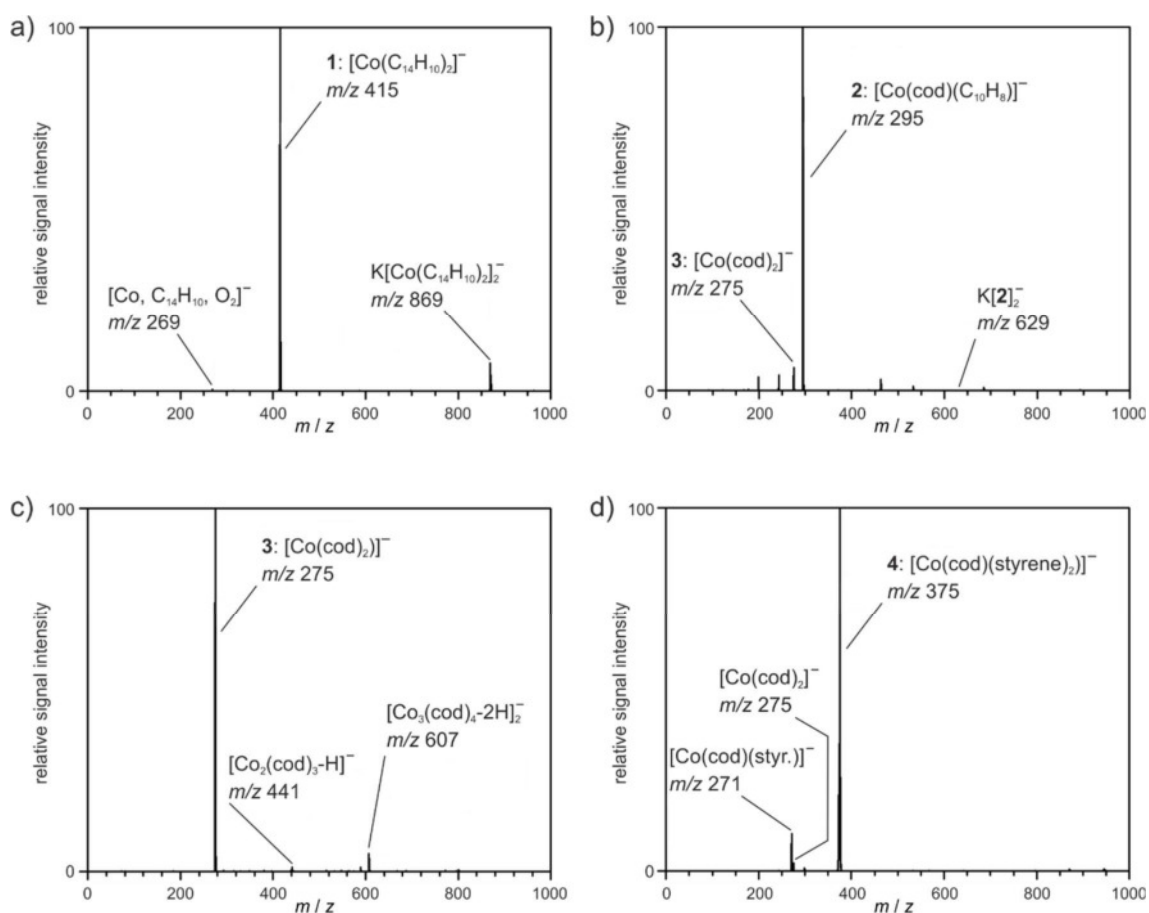 a)
100
relative signal intensity
1: [Co(C₁₄H₁₀)₂]⁻
m/z 415
[Co, C₁₄H₁₀, O₂]⁻
m/z 269
K[Co(C₁₄H₁₀)₂]₂⁻
m/z 869
0
0 200 400 600 800 1000
m / z
b)
100
relative signal intensity
2: [Co(cod)(C₁₀H₈)]⁻
m/z 295
3: [Co(cod)₂]⁻
m/z 275
K[2]₂⁻
m/z 629
0
0 200 400 600 800 1000
m / z
c)
100
relative signal intensity
3: [Co(cod)₂)]⁻
m/z 275
[Co₃(cod)₄-2H]₂⁻
m/z 607
[Co₂(cod)₃-H]⁻
m/z 441
0
0 200 400 600 800 1000
m / z
d)
100
relative signal intensity
4: [Co(cod)(styrene)₂)]⁻
m/z 375
[Co(cod)₂]⁻
m/z 275
[Co(cod)(styr.)]⁻
m/z 271
0
0 200 400 600 800 1000
m / z